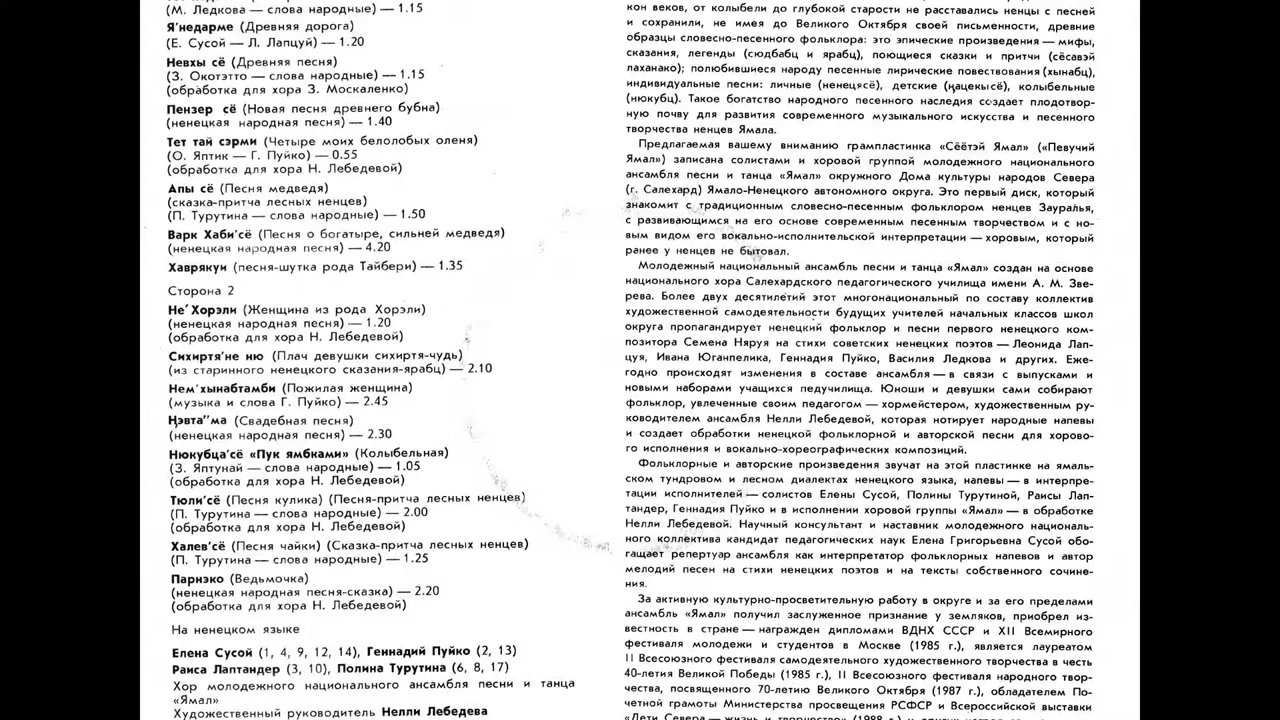 (М. Ледкова — слова народные) — 1.15
Я'недарме (Древняя дорога)
(Е. Сусой — Л. Лапцуй) — 1.20
Невхы сё (Древняя песня)
(З. Окотэтто — слова народные) — 1.15
(обработка для хора З. Москаленко)
Пензер сё (Новая песня древнего бубна)
(ненецкая народная песня) — 1.40
Тет тай сэрми (Четыре моих белолобых оленя)
(О. Яптик — Г. Пуйко) — 0.55
(обработка для хора Н. Лебедевой)
Апы сё (Песня медведя)
(сказка-притча лесных ненцев)
(П. Турутина — слова народные) — 1.50
Варк Хаби'сё (Песня о богатыре, сильней медведя)
(ненецкая народная песня) — 4.20
Хаврякуи (песня-шутка рода Тайбери) — 1.35
Сторона 2
Не'Хорэли (Женщина из рода Хорэли)
(ненецкая народная песня) — 1.20
(обработка для хора Н. Лебедевой)
Сихиртя'не ню (Плач девушки сихиртя-чудь)
(из старинного ненецкого сказания-ярабц) — 2.10
Нем'хынабтамби (Пожилая женщина)
(музыка и слова Г. Пуйко) — 2.45
Ӊэвта"ма (Свадебная песня)
(ненецкая народная песня) — 2.30
Нюкубца'сё «Пук ямбками» (Колыбельная)
(З. Яптунай — слова народные) — 1.05
(обработка для хора Н. Лебедевой)
Тюли'сё (Песня кулика) (Песня-притча лесных ненцев)
(П. Турутина — слова народные) — 2.00
(обработка для хора Н. Лебедевой)
Халев'сё (Песня чайки) (Сказка-притча лесных ненцев)
(П. Турутина — слова народные) — 1.25
Парнэко (Ведьмочка)
(ненецкая народная песня-сказка) — 2.20
(обработка для хора Н. Лебедевой)
На ненецком языке
Елена Сусой (1, 4, 9, 12, 14), Геннадий Пуйко (2, 13)
Раиса Лаптандер (3, 10), Полина Турутина (6, 8, 17)
Хор молодежного национального ансамбля песни и танца
«Ямал»
Художественный руководитель Нелли Лебедева
кон веков, от колыбели до глубокой старости не расставались ненцы с песней
и сохранили, не имея до Великого Октября своей письменности, древние
образцы словесно-песенного фольклора: это эпические произведения — мифы,
сказания, легенды (сюдбабц и ярабц), поющиеся сказки и притчи (сёсавэй
лаханако); полюбившиеся народу песенные лирические повествования (хынабц),
индивидуальные песни: личные (ненецясё), детские (ӊацекысё), колыбельные
(нюкубц). Такое богатство народного песенного наследия создает плодотвор-
ную почву для развития современного музыкального искусства и песенного
творчества ненцев Ямала.
Предлагаемая вашему вниманию грампластинка «Сёётэй Ямал» («Певучий
Ямал») записана солистами и хоровой группой молодежного национального
ансамбля песни и танца «Ямал» окружного Дома культуры народов Севера
(г. Салехард) Ямало-Ненецкого автономного округа. Это первый диск, который
знакомит с традиционным словесно-песенным фольклором ненцев Зауралья,
с развивающимся на его основе современным песенным творчеством и с но-
вым видом его вокально-исполнительской интерпретации — хоровым, который
ранее у ненцев не бытовал.
Молодежный национальный ансамбль песни и танца «Ямал» создан на основе
национального хора Салехардского педагогического училища имени А. М. Зве-
рева. Более двух десятилетий этот многонациональный по составу коллектив
художественной самодеятельности будущих учителей начальных классов школ
округа пропагандирует ненецкий фольклор и песни первого ненецкого ком-
позитора Семена Няруя на стихи советских ненецких поэтов — Леонида Лап-
цуя, Ивана Юганпелика, Геннадия Пуйко, Василия Ледкова и других. Еже-
годно происходят изменения в составе ансамбля — в связи с выпусками и
новыми наборами учащихся педучилища. Юноши и девушки сами собирают
фольклор, увлеченные своим педагогом — хормейстером, художественным ру-
ководителем ансамбля Нелли Лебедевой, которая нотирует народные напевы
и создает обработки ненецкой фольклорной и авторской песни для хорово-
го исполнения и вокально-хореографических композиций.
Фольклорные и авторские произведения звучат на этой пластинке на ямаль-
ском тундровом и лесном диалектах ненецкого языка, напевы — в интерпре-
тации исполнителей — солистов Елены Сусой, Полины Турутиной, Раисы Лап-
тандер, Геннадия Пуйко и в исполнении хоровой группы «Ямал» — в обработке
Нелли Лебедевой. Научный консультант и наставник молодежного националь-
ного коллектива кандидат педагогических наук Елена Григорьевна Сусой обо-
гащает репертуар ансамбля как интерпретатор фольклорных напевов и автор
мелодий песен на стихи ненецких поэтов и на тексты собственного сочине-
ния.
За активную культурно-просветительную работу в округе и за его пределами
ансамбль «Ямал» получил заслуженное признание у земляков, приобрел из-
вестность в стране — награжден дипломами ВДНХ СССР и XII Всемирного
фестиваля молодежи и студентов в Москве (1985 г.), является лауреатом
II Всесоюзного фестиваля самодеятельного художественного творчества в честь
40-летия Великой Победы (1985 г.), II Всесоюзного фестиваля народного твор-
чества, посвященного 70-летию Великого Октября (1987 г.), обладателем По-
четной грамоты Министерства просвещения РСФСР и Всероссийской выставки
«Дети Севера — жизнь и творчество» (1988 г.)